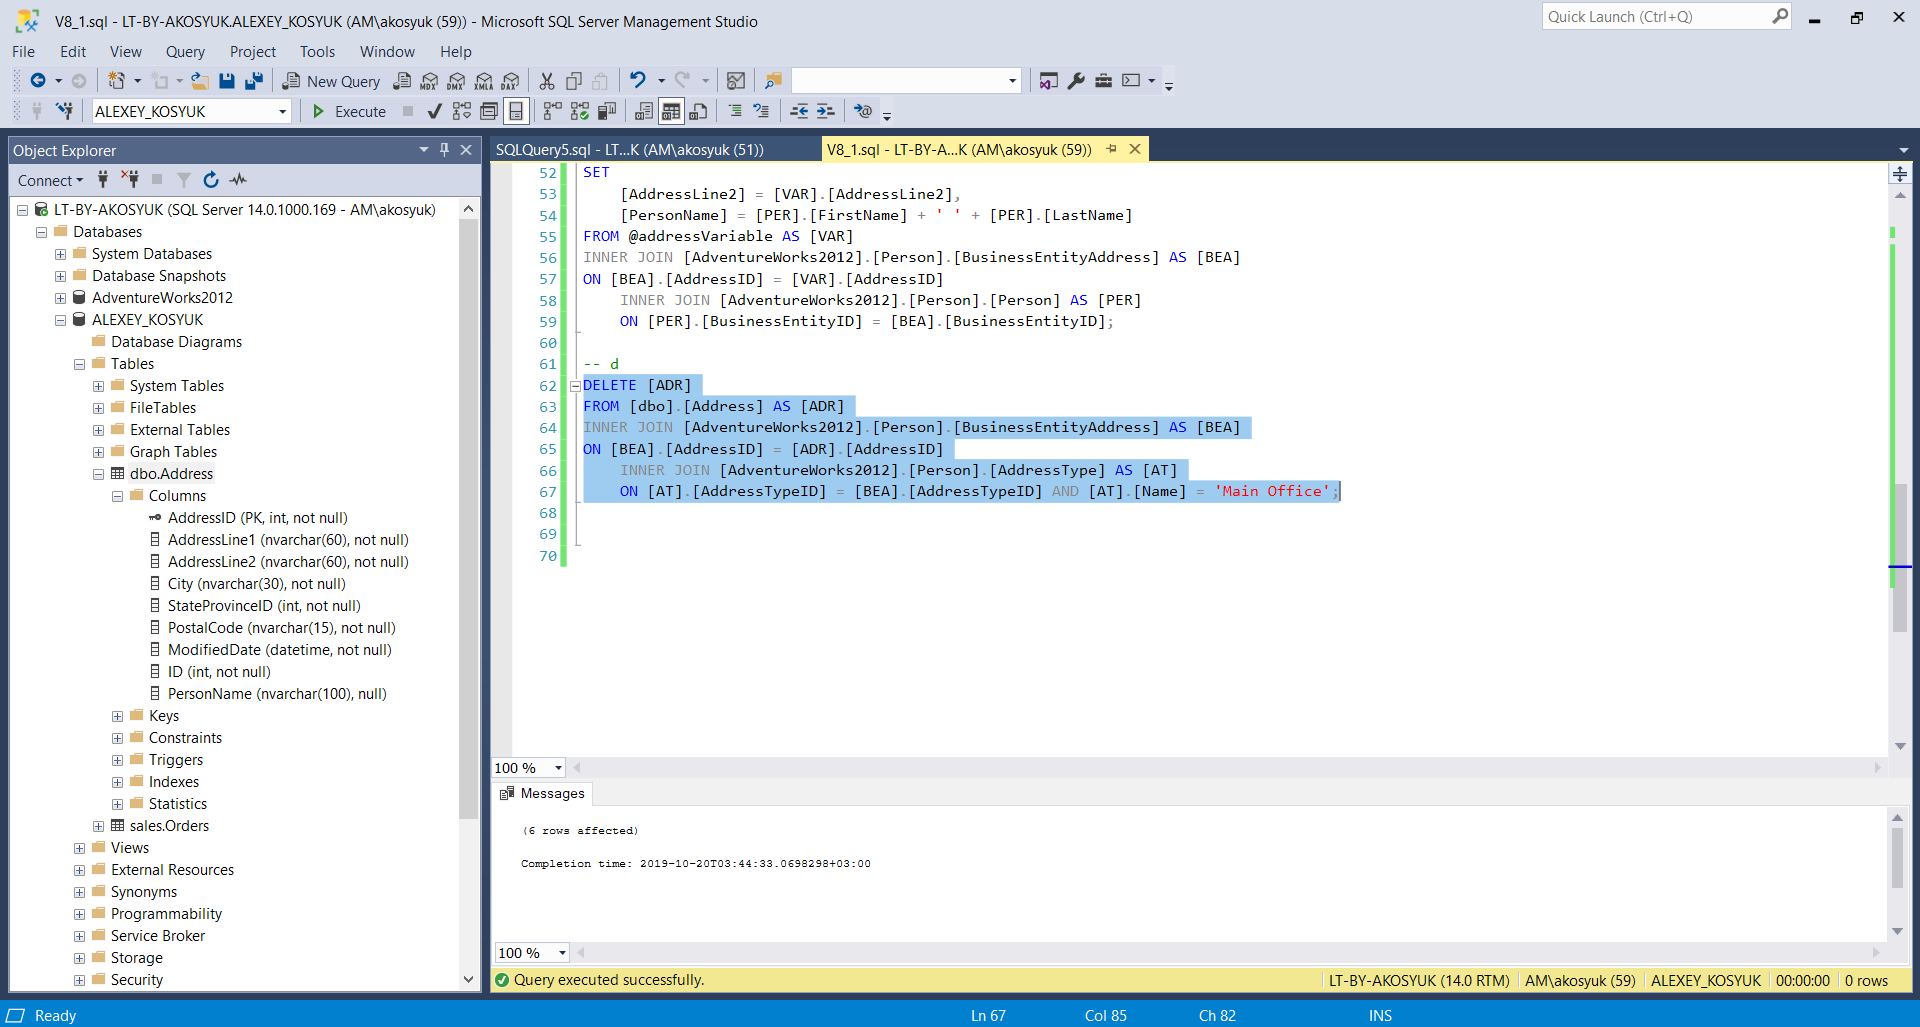 V8_1.sql - LT-BY-AKOSYUK.ALEXEY_KOSYUK (AM\akosyuk (59)) - Microsoft SQL Server Management Studio
Quick Launch (Ctrl+Q)
File Edit View Query Project Tools Window Help
New Query MDX DMX XMLA DAX
ALEXEY_KOSYUK Execute
Object Explorer
Connect
LT-BY-AKOSYUK (SQL Server 14.0.1000.169 - AM\akosyuk)
Databases
System Databases
Database Snapshots
AdventureWorks2012
ALEXEY_KOSYUK
Database Diagrams
Tables
System Tables
FileTables
External Tables
Graph Tables
dbo.Address
Columns
AddressID (PK, int, not null)
AddressLine1 (nvarchar(60), not null)
AddressLine2 (nvarchar(60), not null)
City (nvarchar(30), not null)
StateProvinceID (int, not null)
PostalCode (nvarchar(15), not null)
ModifiedDate (datetime, not null)
ID (int, not null)
PersonName (nvarchar(100), null)
Keys
Constraints
Triggers
Indexes
Statistics
sales.Orders
Views
External Resources
Synonyms
Programmability
Service Broker
Storage
Security
SQLQuery5.sql - LT...K (AM\akosyuk (51))
V8_1.sql - LT-BY-A...K (AM\akosyuk (59))
52 SET
53 [AddressLine2] = [VAR].[AddressLine2],
54 [PersonName] = [PER].[FirstName] + ' ' + [PER].[LastName]
55 FROM @addressVariable AS [VAR]
56 INNER JOIN [AdventureWorks2012].[Person].[BusinessEntityAddress] AS [BEA]
57 ON [BEA].[AddressID] = [VAR].[AddressID]
58 INNER JOIN [AdventureWorks2012].[Person].[Person] AS [PER]
59 ON [PER].[BusinessEntityID] = [BEA].[BusinessEntityID];
60
61 -- d
62 DELETE [ADR]
63 FROM [dbo].[Address] AS [ADR]
64 INNER JOIN [AdventureWorks2012].[Person].[BusinessEntityAddress] AS [BEA]
65 ON [BEA].[AddressID] = [ADR].[AddressID]
66 INNER JOIN [AdventureWorks2012].[Person].[AddressType] AS [AT]
67 ON [AT].[AddressTypeID] = [BEA].[AddressTypeID] AND [AT].[Name] = 'Main Office';
68
69
70
100 %
Messages
(6 rows affected)
Completion time: 2019-10-20T03:44:33.0698298+03:00
100 %
Query executed successfully.
LT-BY-AKOSYUK (14.0 RTM) AM\akosyuk (59) ALEXEY_KOSYUK 00:00:00 0 rows
Ready Ln 67 Col 85 Ch 82 INS